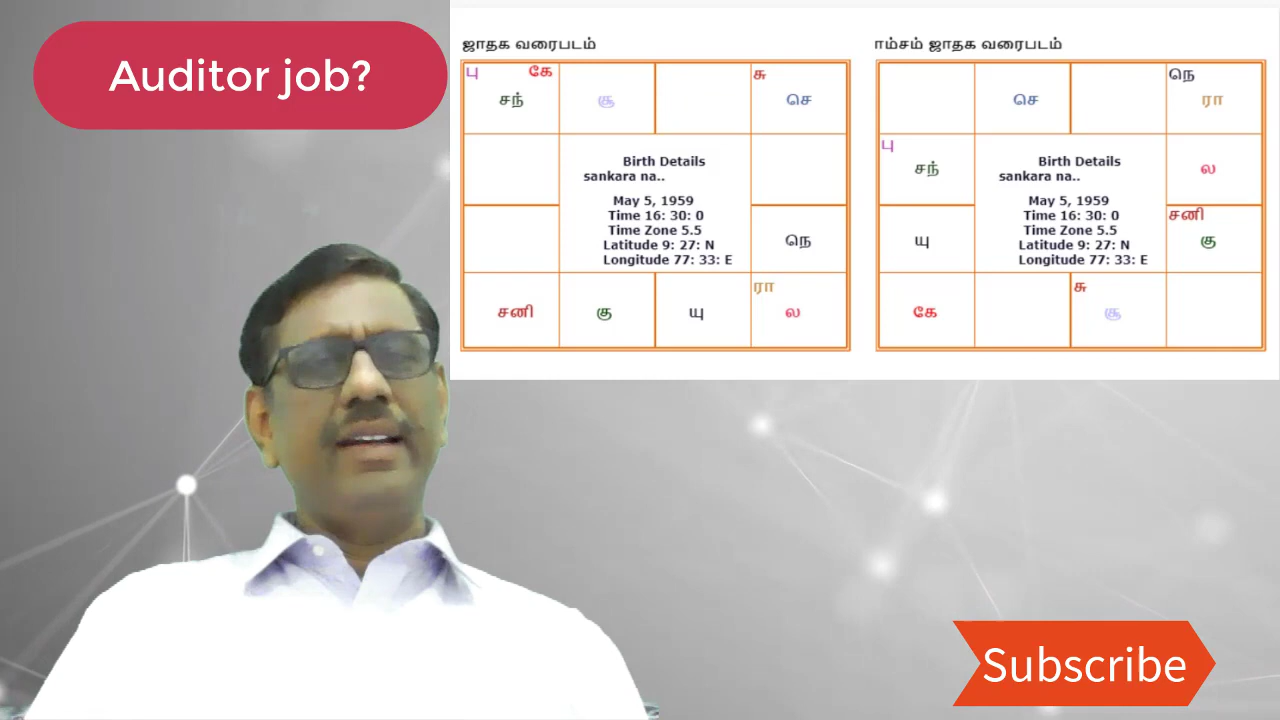 Auditor job?
ஜாதக வரைபடம்
பு கே
சந்
சூ
சு
செ
Birth Details
sankara na..
May 5, 1959
Time 16: 30: 0
Time Zone 5.5
Latitude 9: 27: N
Longitude 77: 33: E
நெ
சனி
கு
யு
ரா
ல
ாம்சம் ஜாதக வரைபடம்
செ
நெ
ரா
பு
சந்
Birth Details
sankara na..
May 5, 1959
Time 16: 30: 0
Time Zone 5.5
Latitude 9: 27: N
Longitude 77: 33: E
ல
யு
சனி
கு
கே
சு
சூ
Subscribe